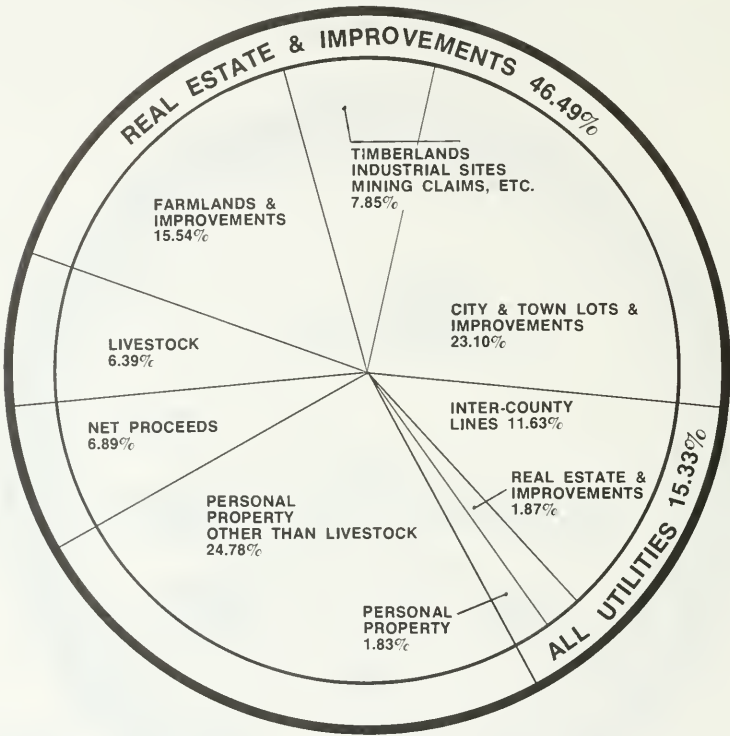 REAL ESTATE & IMPROVEMENTS 46.49%
TIMBERLANDS
INDUSTRIAL SITES
MINING CLAIMS, ETC.
7.85%
FARMLANDS &
IMPROVEMENTS
15.54%
CITY & TOWN LOTS &
IMPROVEMENTS
23.10%
LIVESTOCK
6.39%
INTER-COUNTY
LINES 11.63%
NET PROCEEDS
6.89%
REAL ESTATE &
IMPROVEMENTS
1.87%
ALL UTILITIES 15.33%
PERSONAL
PROPERTY
OTHER THAN LIVESTOCK
24.78%
PERSONAL
PROPERTY
1.83%